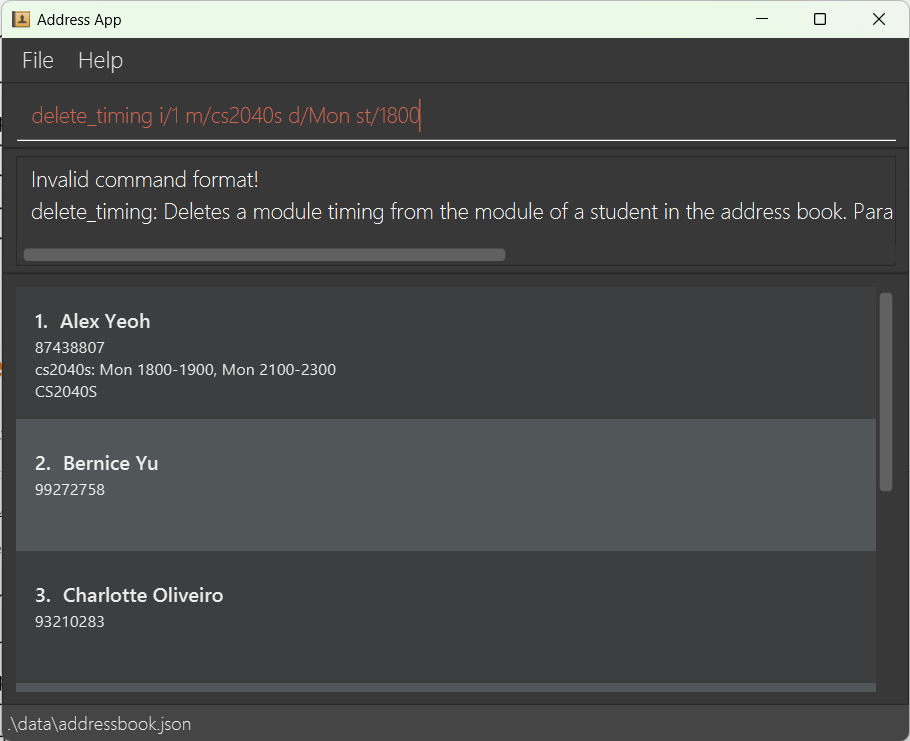 Address App
File Help
delete_timing i/1 m/cs2040s d/Mon st/1800
Invalid command format!
delete_timing: Deletes a module timing from the module of a student in the address book. Para
1. Alex Yeoh
87438807
cs2040s: Mon 1800-1900, Mon 2100-2300
CS2040S
2. Bernice Yu
99272758
3. Charlotte Oliveiro
93210283
.\data\addressbook.json